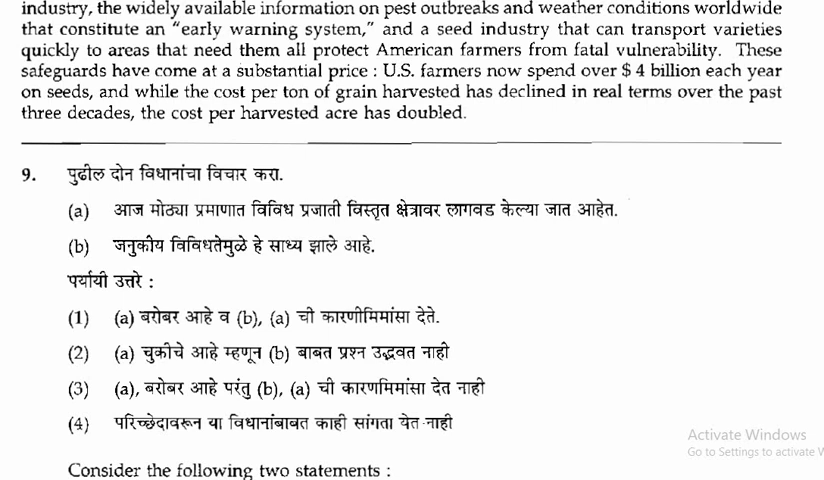 industry, the widely available information on pest outbreaks and weather conditions worldwide
that constitute an “early warning system,” and a seed industry that can transport varieties
quickly to areas that need them all protect American farmers from fatal vulnerability. These
safeguards have come at a substantial price : U.S. farmers now spend over $ 4 billion each year
on seeds, and while the cost per ton of grain harvested has declined in real terms over the past
three decades, the cost per harvested acre has doubled.
9. पुढील दोन विधानांचा विचार करा.
(a) आज मोठ्या प्रमाणात विविध प्रजाती विस्तृत क्षेत्रावर लागवड केल्या जात आहेत.
(b) जनुकीय विविधतेमुळे हे साध्य झाले आहे.
पर्यायी उत्तरे :
(1) (a) बरोबर आहे व (b), (a) ची कारणीमिमांसा देते.
(2) (a) चुकीचे आहे म्हणून (b) बाबत प्रश्न उद्भवत नाही
(3) (a), बरोबर आहे परंतु (b), (a) ची कारणमिमांसा देत नाही
(4) परिच्छेदावरून या विधानांबाबत काही सांगता येत नाही
Activate Windows
Go to Settings to activate
Consider the following two statements :